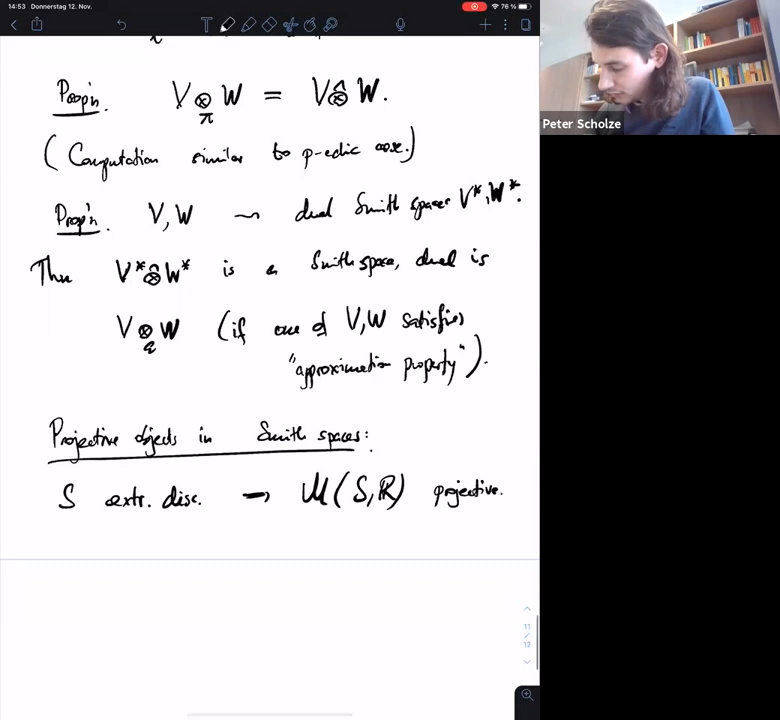 14:53 Donnerstag 12. Nov.
76 %
Prop'n. V ⊗_π W = V ⊗̂ W.
(Computation similar to p-adic case.)
Prop'n. V, W ⇝ dual Smith spaces V*, W*.
Then V* ⊗̂ W* is a Smith space, dual is
V ⊗_ε W (if one of V, W satisfies
"approximation property").
Projective objects in Smith spaces:
S extr. disc. → M(S, ℝ) projective.
11
12
Peter Scholze